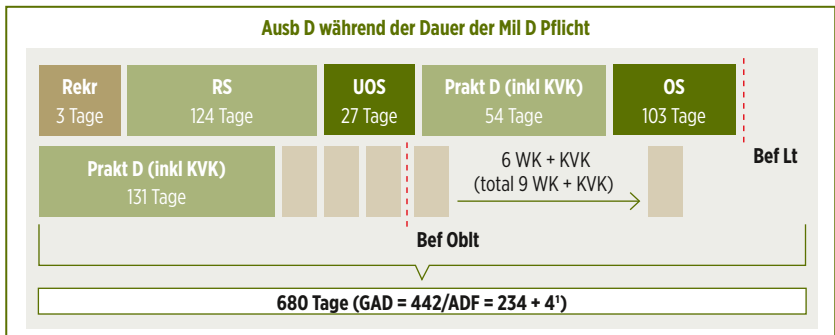 Ausb D während der Dauer der Mil D Pflicht
Rekr
3 Tage
RS
124 Tage
UOS
27 Tage
Prakt D (inkl KVK)
54 Tage
OS
103 Tage
Bef Lt
Prakt D (inkl KVK)
131 Tage
6 WK + KVK
(total 9 WK + KVK)
Bef Oblt
680 Tage (GAD = 442/ADF = 234 + 4¹)